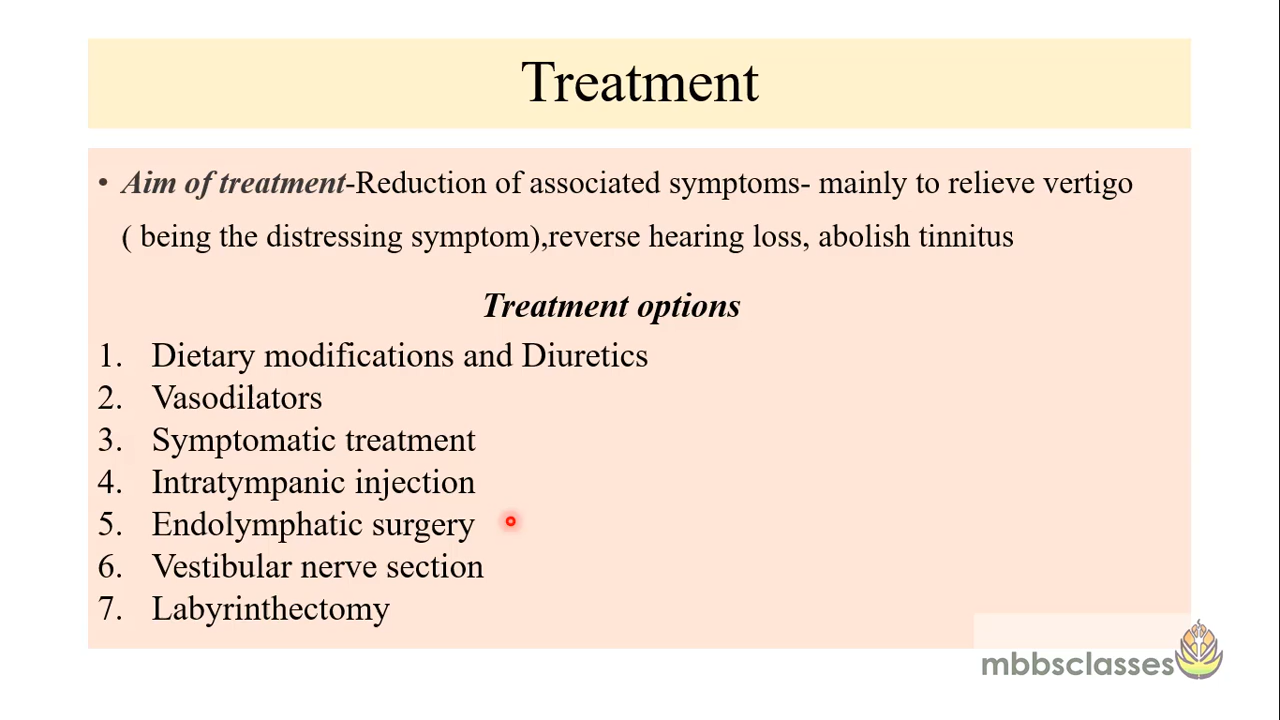 Treatment
• Aim of treatment-Reduction of associated symptoms- mainly to relieve vertigo
( being the distressing symptom),reverse hearing loss, abolish tinnitus
Treatment options
1. Dietary modifications and Diuretics
2. Vasodilators
3. Symptomatic treatment
4. Intratympanic injection
5. Endolymphatic surgery
6. Vestibular nerve section
7. Labyrinthectomy
mbbsclasses